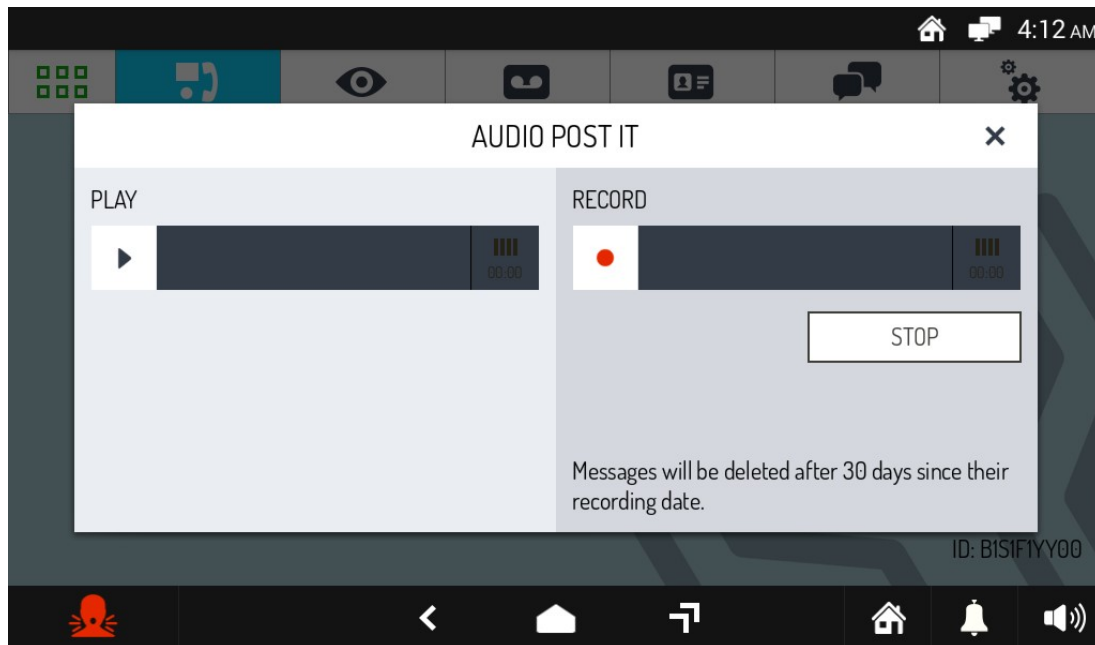 4:12 AM
AUDIO POST IT
PLAY
RECORD
00:00
00:00
STOP
Messages will be deleted after 30 days since their
recording date.
ID: B1S1F1YY00